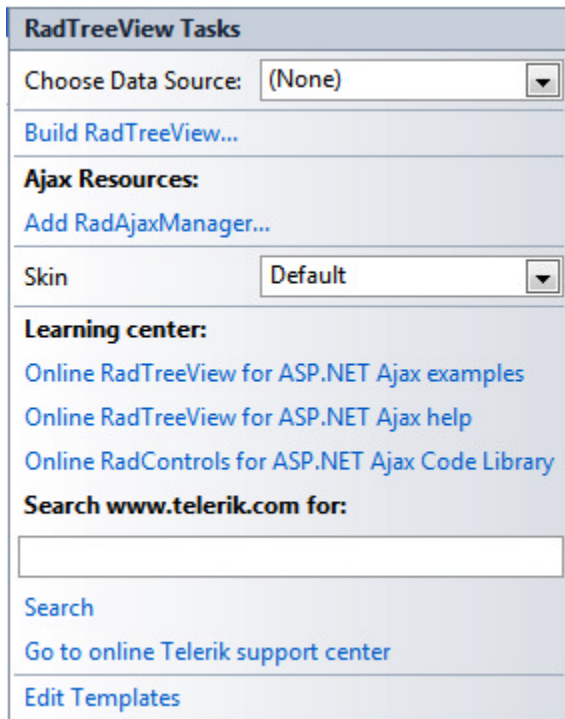 RadTreeView Tasks
Choose Data Source: (None)
Build RadTreeView...
Ajax Resources:
Add RadAjaxManager...
Skin Default
Learning center:
Online RadTreeView for ASP.NET Ajax examples
Online RadTreeView for ASP.NET Ajax help
Online RadControls for ASP.NET Ajax Code Library
Search www.telerik.com for:
Search
Go to online Telerik support center
Edit Templates